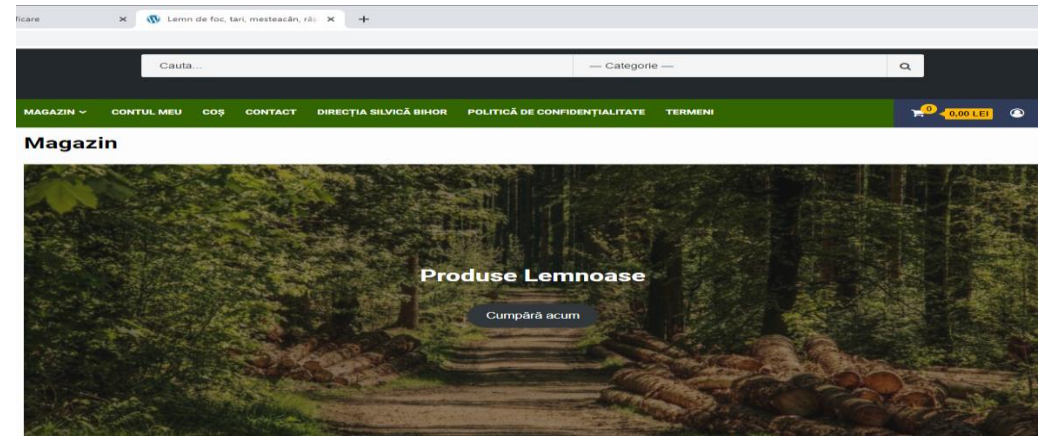 ficare
Lemn de foc, tari, mesteacăn, răș
Cauta...
— Categorie —
MAGAZIN CONTUL MEU COȘ CONTACT DIRECȚIA SILVICĂ BIHOR POLITICĂ DE CONFIDENȚIALITATE TERMENI 0 0,00 LEI
Magazin
Produse Lemnoase
Cumpără acum